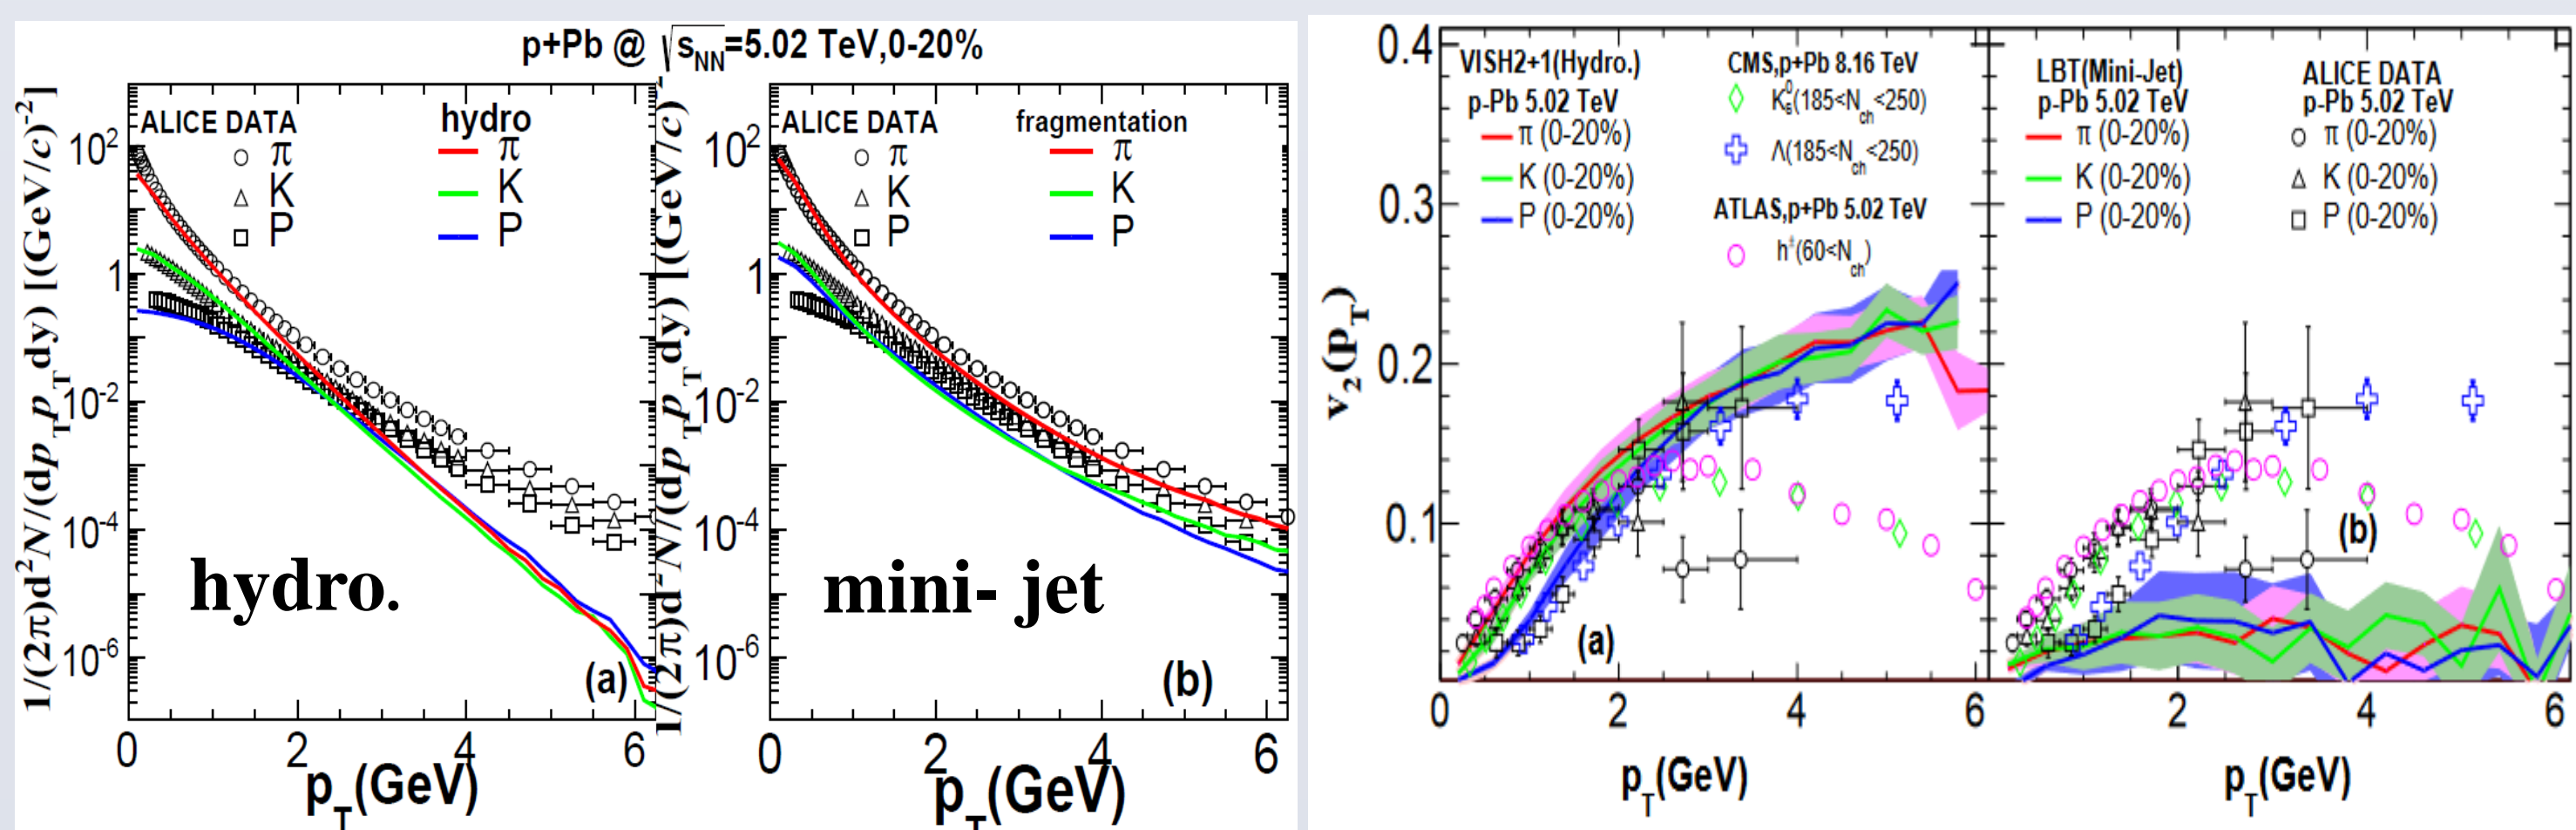 p+Pb @ √sNN=5.02 TeV,0-20%
1/(2π)d²N/(dpTpTdy) [(GeV/c)⁻²]
ALICE DATA hydro
π π
K K
P P
10²
1
10⁻²
10⁻⁴
10⁻⁶
hydro.
(a)
0 2 4 6
pT(GeV)
1/(2π)d²N/(dpTpTdy) [(GeV/c)⁻
ALICE DATA fragmentation
π π
K K
P P
10²
1
10⁻²
10⁻⁴
10⁻⁶
mini- jet
(b)
0 2 4 6
pT(GeV)
v2(pT)
0.4
0.3
0.2
0.1
VISH2+1(Hydro.)
p-Pb 5.02 TeV
π (0-20%)
K (0-20%)
P (0-20%)
CMS,p+Pb 8.16 TeV
K⁰s(185<Nch<250)
Λ(185<Nch<250)
ATLAS,p+Pb 5.02 TeV
h±(60<Nch)
(a)
0 2 4 6
pT(GeV)
LBT(Mini-Jet)
p-Pb 5.02 TeV
π (0-20%)
K (0-20%)
P (0-20%)
ALICE DATA
p-Pb 5.02 TeV
π (0-20%)
K (0-20%)
P (0-20%)
(b)
2 4 6
pT(GeV)